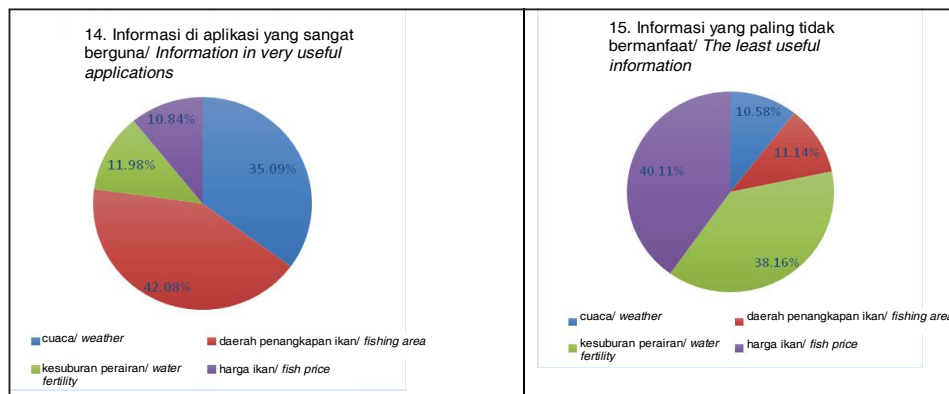 14. Informasi di aplikasi yang sangat
berguna/ Information in very useful
applications
10.84%
35.09%
11.98%
42.08%
cuaca/ weather
daerah penangkapan ikan/ fishing area
kesuburan perairan/ water
fertility
harga ikan/ fish price
15. Informasi yang paling tidak
bermanfaat/ The least useful
information
10.58%
11.14%
40.11%
38.16%
cuaca/ weather
daerah penangkapan ikan/ fishing area
kesuburan perairan/ water
fertility
harga ikan/ fish price